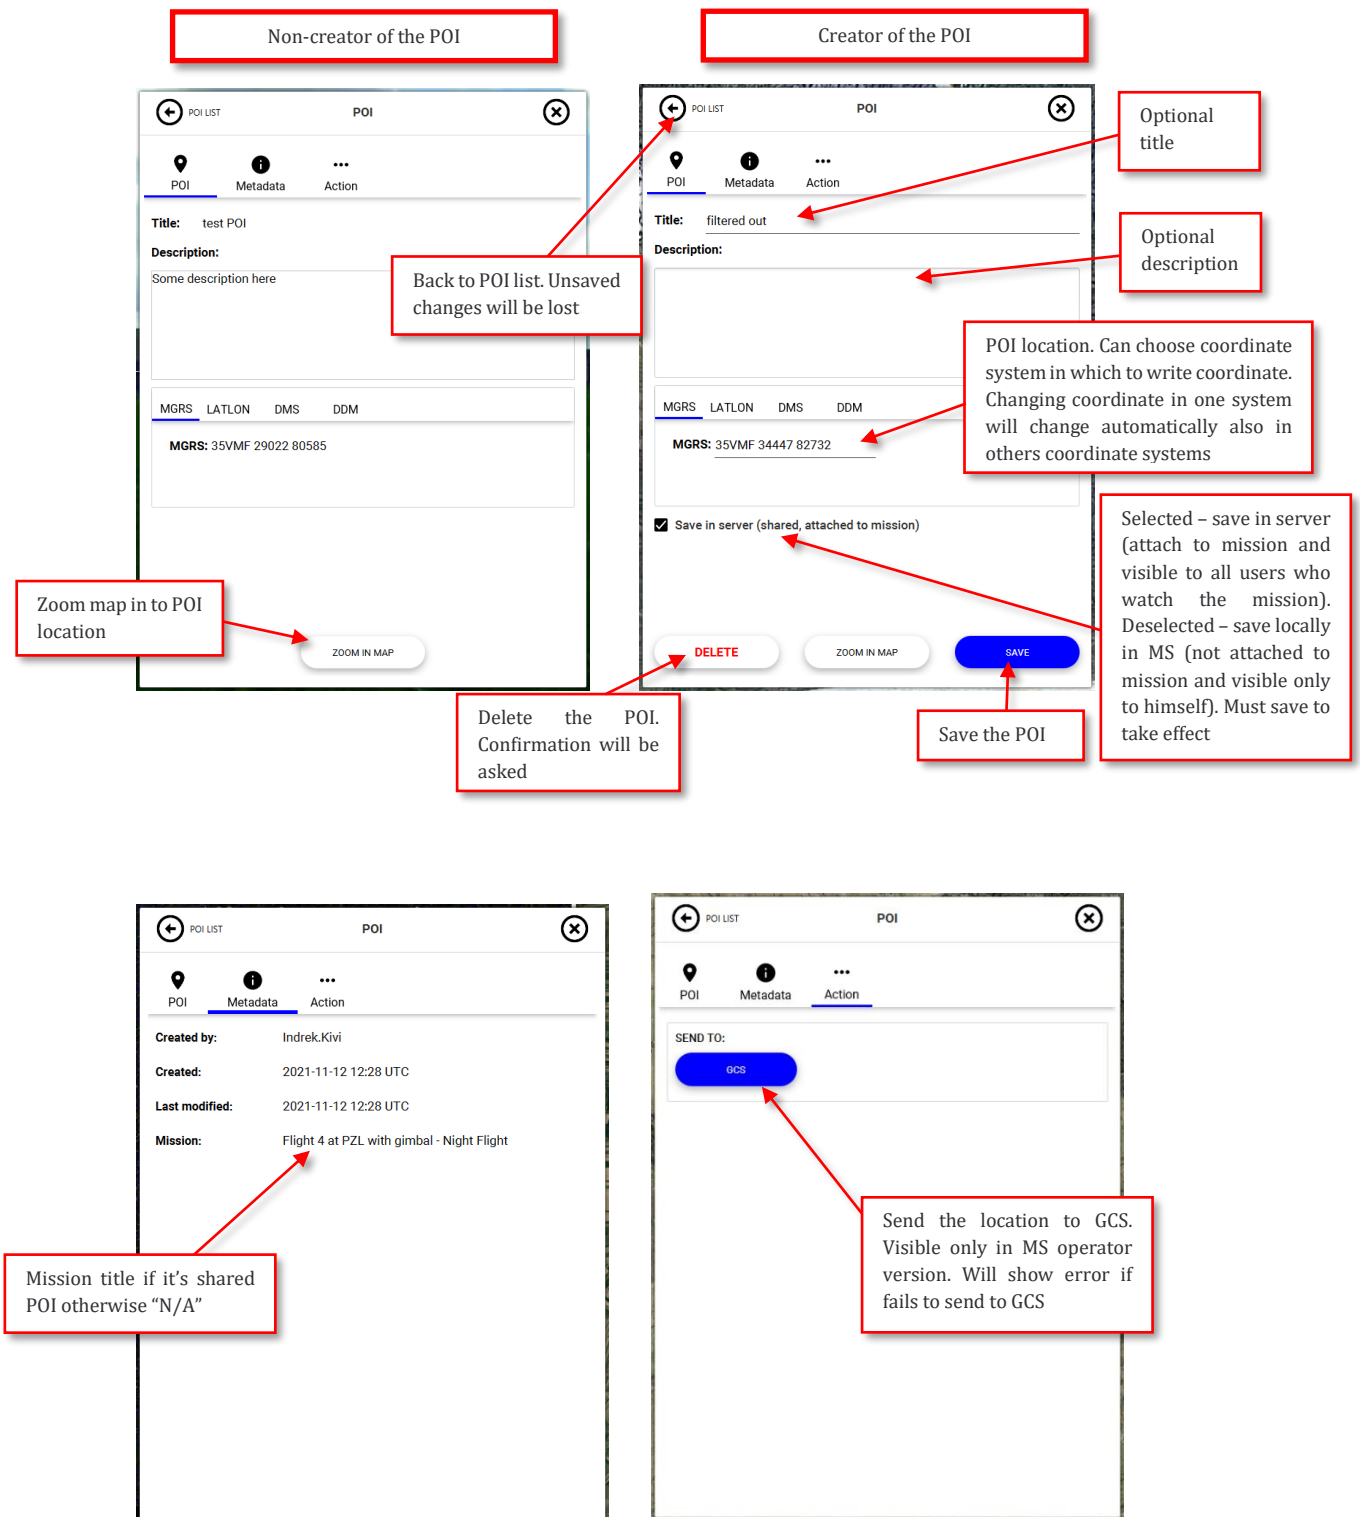 Non-creator of the POI
Creator of the POI
POI LIST
POI
POI
Metadata
Action
Title: test POI
Description:
Some description here
MGRS LATLON DMS DDM
MGRS: 35VMF 29022 80585
ZOOM IN MAP
Zoom map in to POI
location
Back to POI list. Unsaved
changes will be lost
POI LIST
POI
POI
Metadata
Action
Title: filtered out
Description:
MGRS LATLON DMS DDM
MGRS: 35VMF 34447 82732
Save in server (shared, attached to mission)
DELETE
ZOOM IN MAP
SAVE
Optional
title
Optional
description
POI location. Can choose coordinate
system in which to write coordinate.
Changing coordinate in one system
will change automatically also in
others coordinate systems
Selected – save in server
(attach to mission and
visible to all users who
watch the mission).
Deselected – save locally
in MS (not attached to
mission and visible only
to himself). Must save to
take effect
Delete the POI.
Confirmation will be
asked
Save the POI
POI LIST
POI
POI
Metadata
Action
Created by: Indrek.Kivi
Created: 2021-11-12 12:28 UTC
Last modified: 2021-11-12 12:28 UTC
Mission: Flight 4 at PZL with gimbal - Night Flight
Mission title if it's shared
POI otherwise “N/A”
POI LIST
POI
POI
Metadata
Action
SEND TO:
GCS
Send the location to GCS.
Visible only in MS operator
version. Will show error if
fails to send to GCS